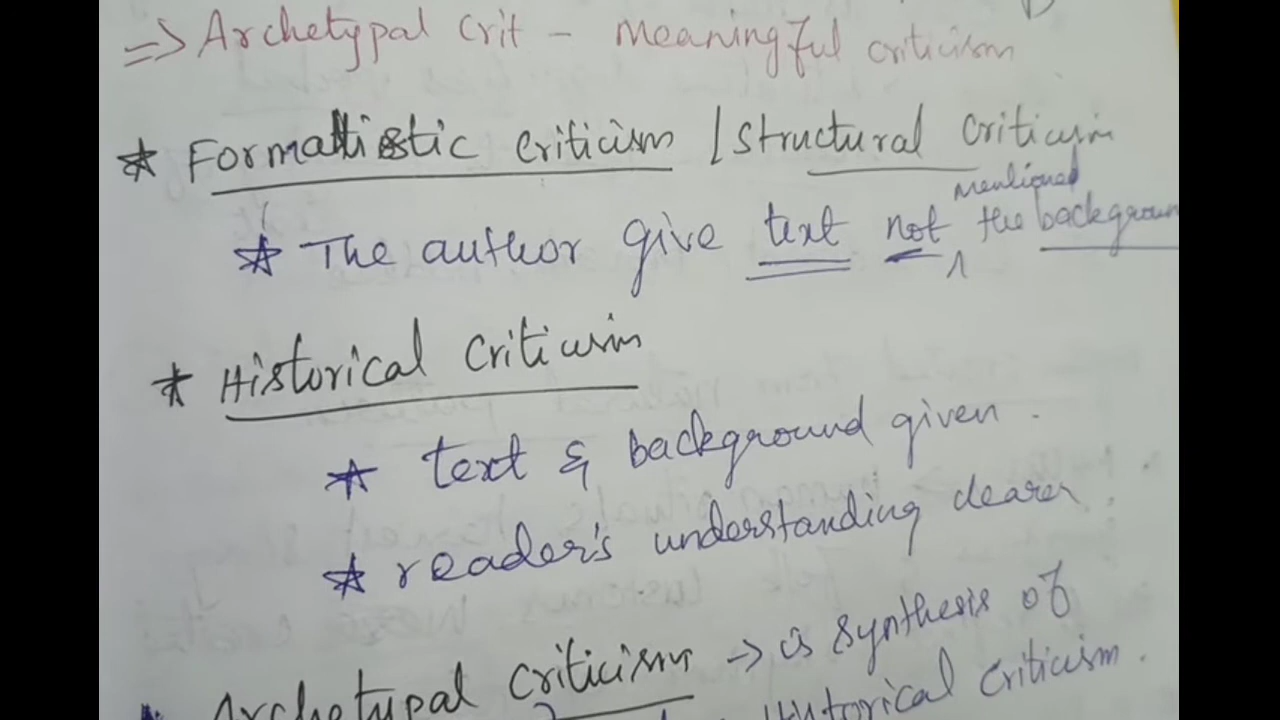 => Archetypal crit - meaningful criticism
* Formalistic criticism / Structural criticism
mentioned
* The author give text not ^ the backgroun
* Historical Criticism
* text & background given.
* reader's understanding clearer
* Archetypal criticism → is synthesis of
Historical criticism.